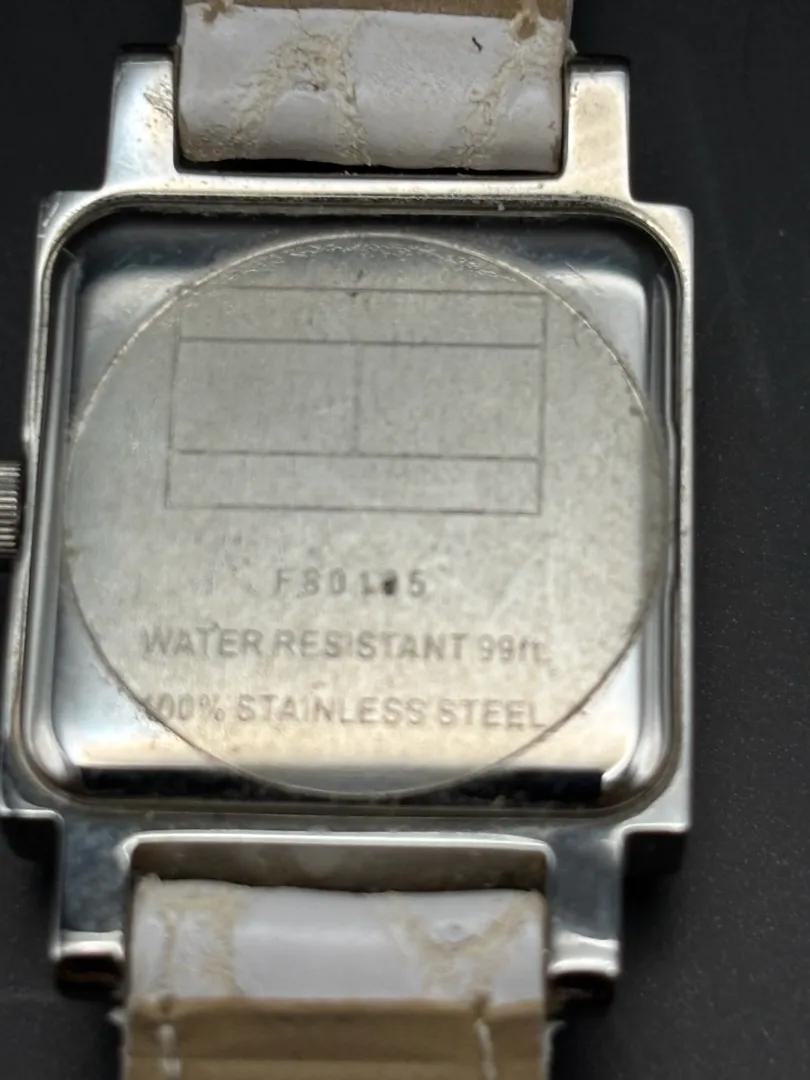 WATER RESISTANT 99ft.
100% STAINLESS STEEL